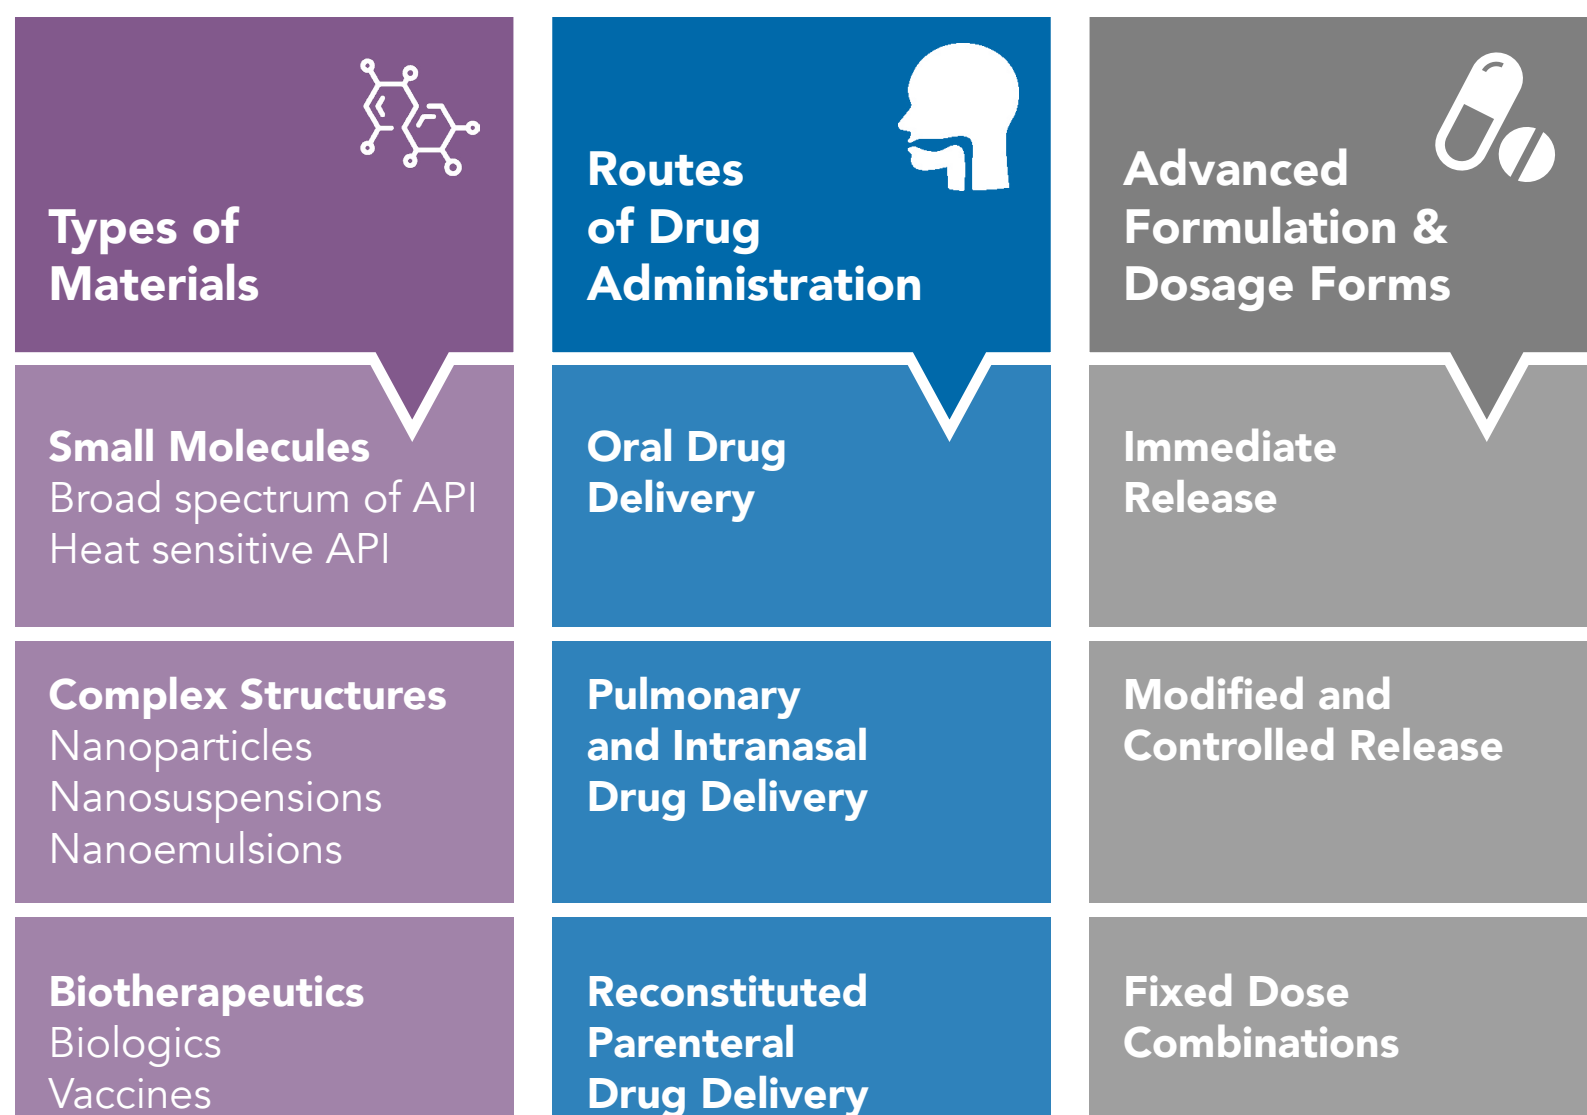 Types of
Materials
Small Molecules
Broad spectrum of API
Heat sensitive API
Complex Structures
Nanoparticles
Nanosuspensions
Nanoemulsions
Biotherapeutics
Biologics
Vaccines
Routes
of Drug
Administration
Oral Drug
Delivery
Pulmonary
and Intranasal
Drug Delivery
Reconstituted
Parenteral
Drug Delivery
Advanced
Formulation &
Dosage Forms
Immediate
Release
Modified and
Controlled Release
Fixed Dose
Combinations